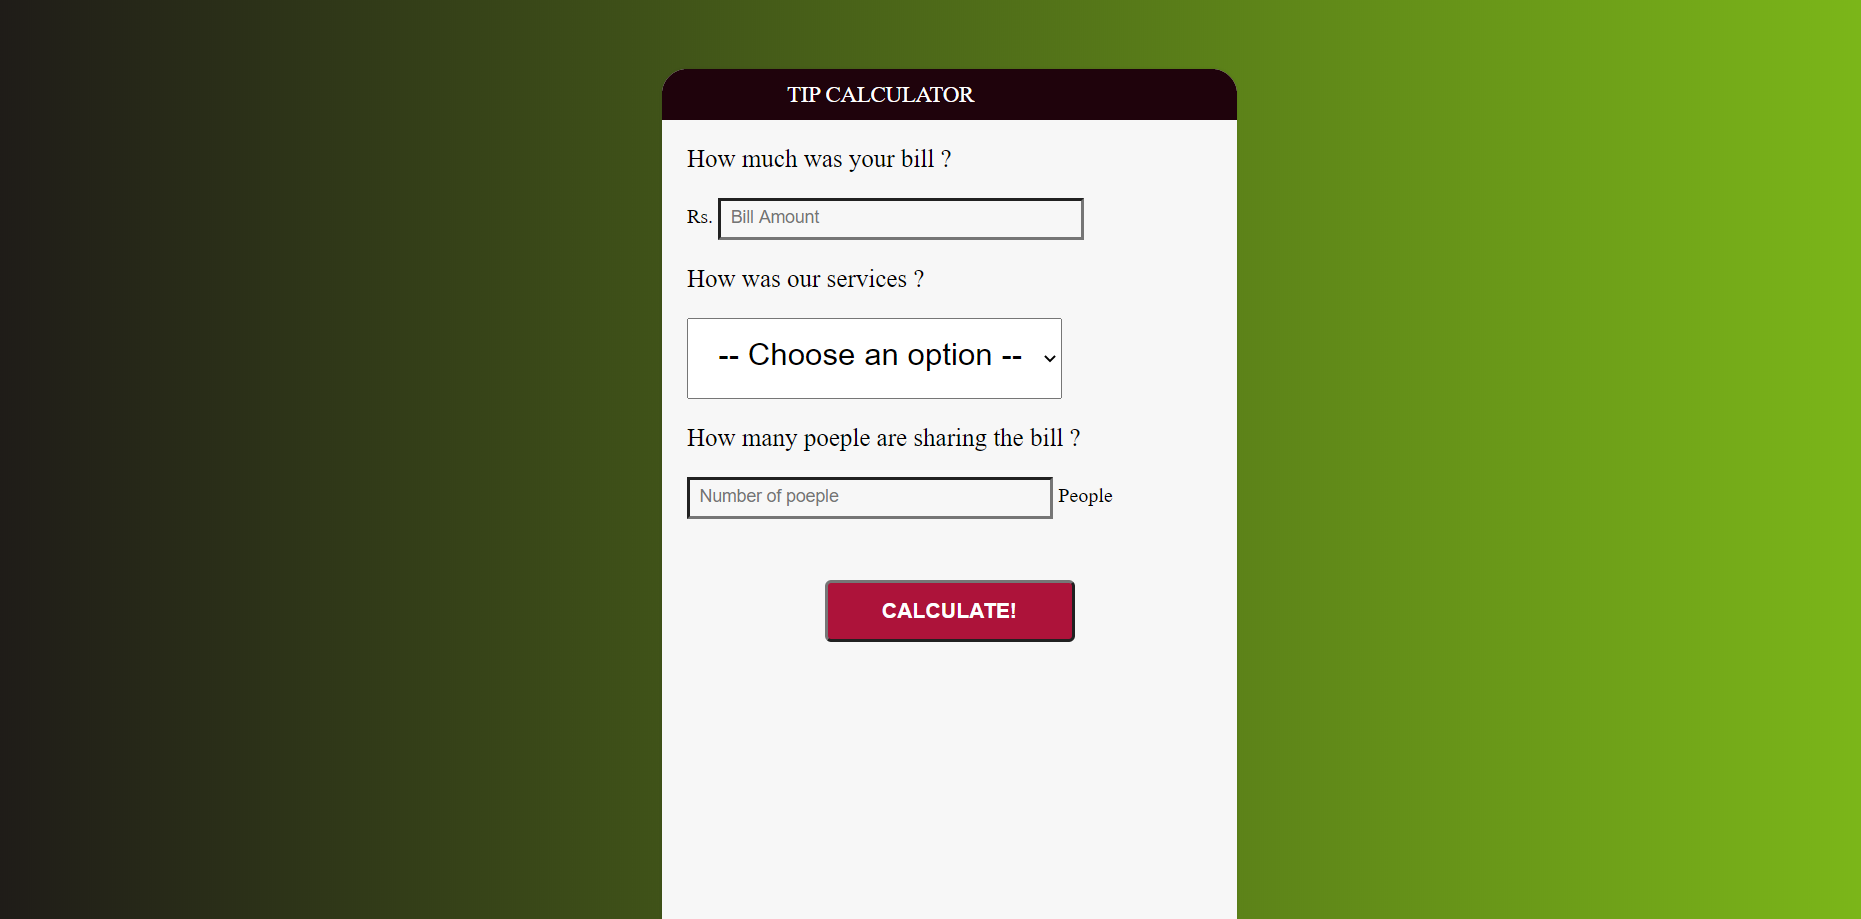 TIP CALCULATOR
How much was your bill ?
Rs. Bill Amount
How was our services ?
-- Choose an option --
How many poeple are sharing the bill ?
Number of poeple People
CALCULATE!